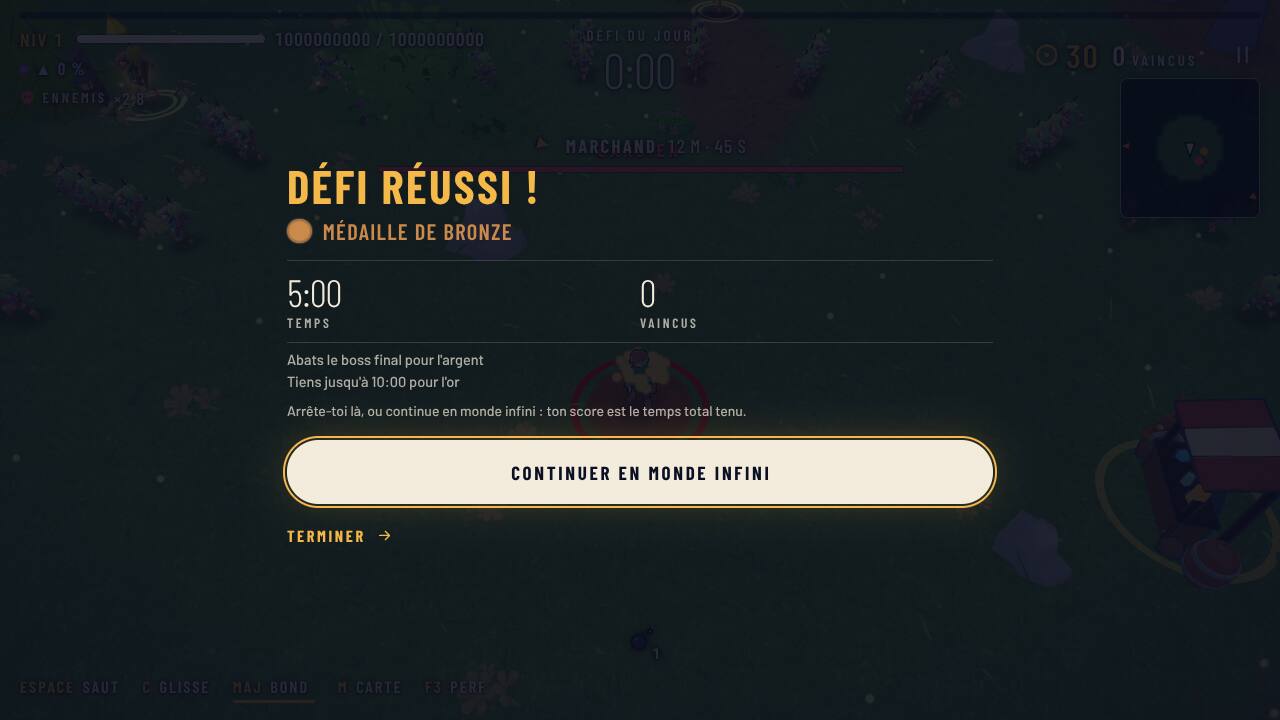 NIV 1 1000000000 / 1000000000
▲ 0 %
ENNEMIS ×2,8
DÉFI DU JOUR
0:00
30 0 VAINCUS
MARCHAND 12 M · 45 S
DÉFI RÉUSSI !
MÉDAILLE DE BRONZE
5:00 0
TEMPS VAINCUS
Abats le boss final pour l'argent
Tiens jusqu'à 10:00 pour l'or
Arrête-toi là, ou continue en monde infini : ton score est le temps total tenu.
CONTINUER EN MONDE INFINI
TERMINER →
1
ESPACE SAUT C GLISSE MAJ BOND M CARTE F3 PERF